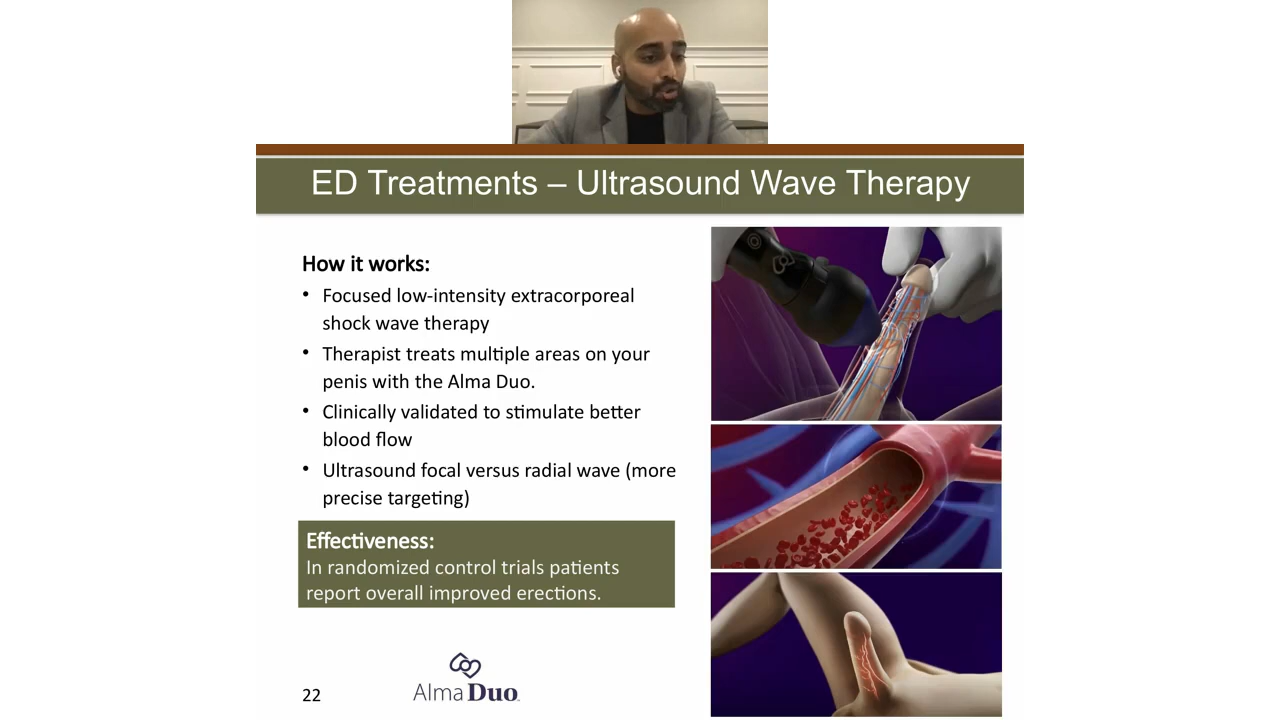 ED Treatments – Ultrasound Wave Therapy
How it works:
• Focused low-intensity extracorporeal
shock wave therapy
• Therapist treats multiple areas on your
penis with the Alma Duo.
• Clinically validated to stimulate better
blood flow
• Ultrasound focal versus radial wave (more
precise targeting)
Effectiveness:
In randomized control trials patients
report overall improved erections.
22
Alma Duo